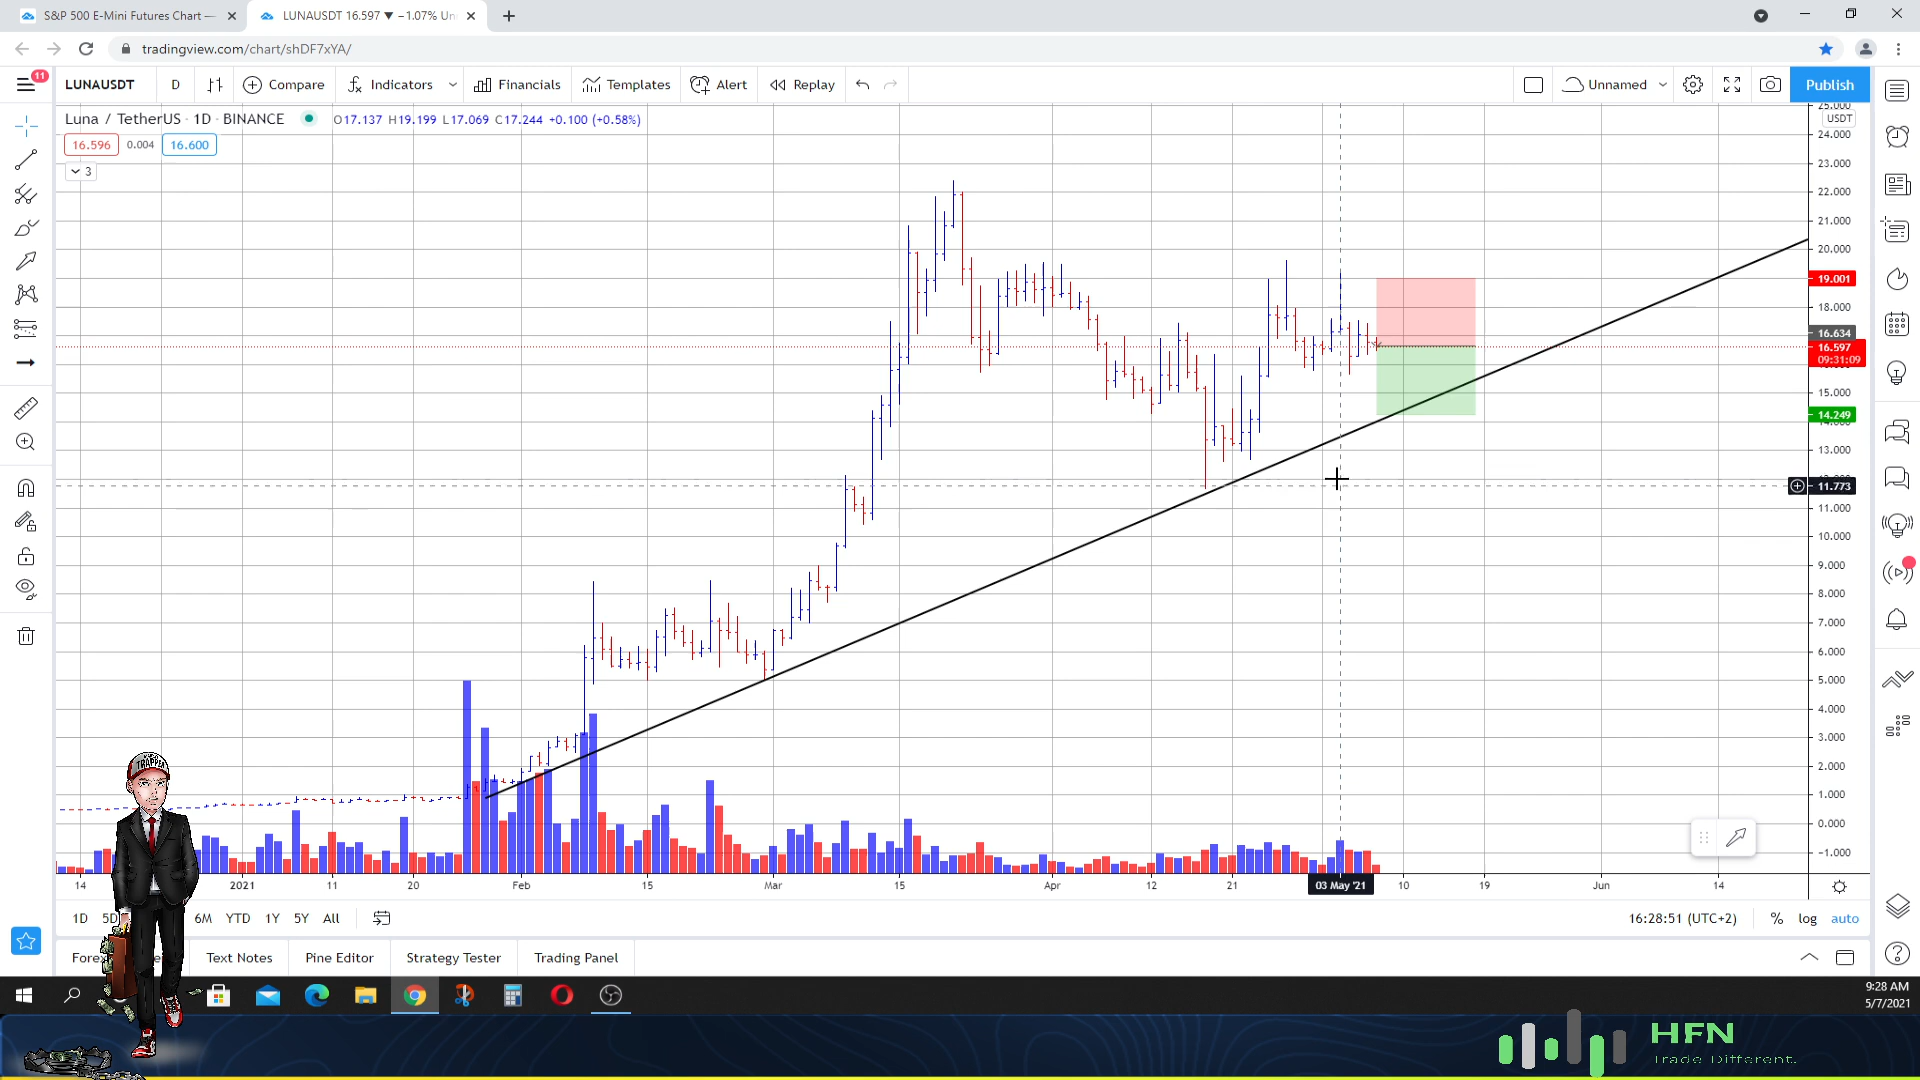 S&P 500 E-Mini Futures Chart —
LUNAUSDT 16.597 ▼ −1.07% Un
tradingview.com/chart/shDF7xYA/
11
LUNAUSDT
D
Compare
Indicators
Financials
Templates
Alert
Replay
Unnamed
Publish
Luna / TetherUS · 1D · BINANCE
O17.137 H19.199 L17.069 C17.244 +0.100 (+0.58%)
16.596
0.004
16.600
3
25.000
USDT
24.000
23.000
22.000
21.000
20.000
19.001
18.000
16.634
16.597
09:31:09
15.000
14.249
14.000
13.000
11.773
11.000
10.000
9.000
8.000
7.000
6.000
5.000
4.000
3.000
2.000
1.000
0.000
−1.000
14
2021
11
20
Feb
15
Mar
15
Apr
12
21
03 May '21
10
19
Jun
14
1D
5D
6M
YTD
1Y
5Y
All
16:28:51 (UTC+2)
%
log
auto
Text Notes
Pine Editor
Strategy Tester
Trading Panel
TRAPPER
9:28 AM
5/7/2021
HFN
Trade Different.